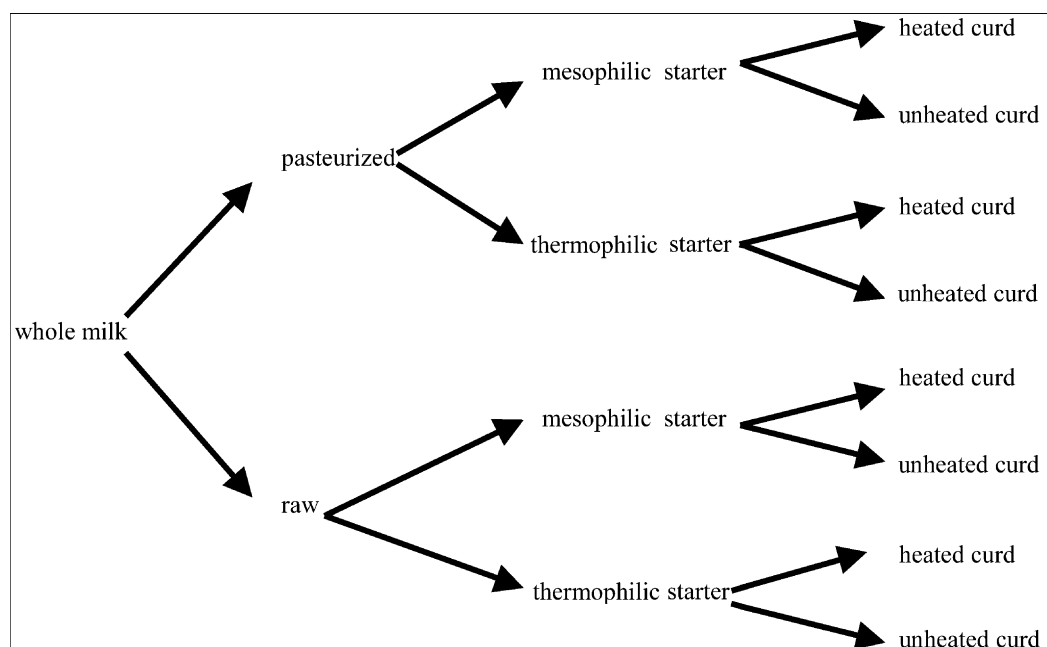 heated curd
mesophilic starter
unheated curd
pasteurized
heated curd
thermophilic starter
unheated curd
whole milk
heated curd
mesophilic starter
unheated curd
raw
heated curd
thermophilic starter
unheated curd